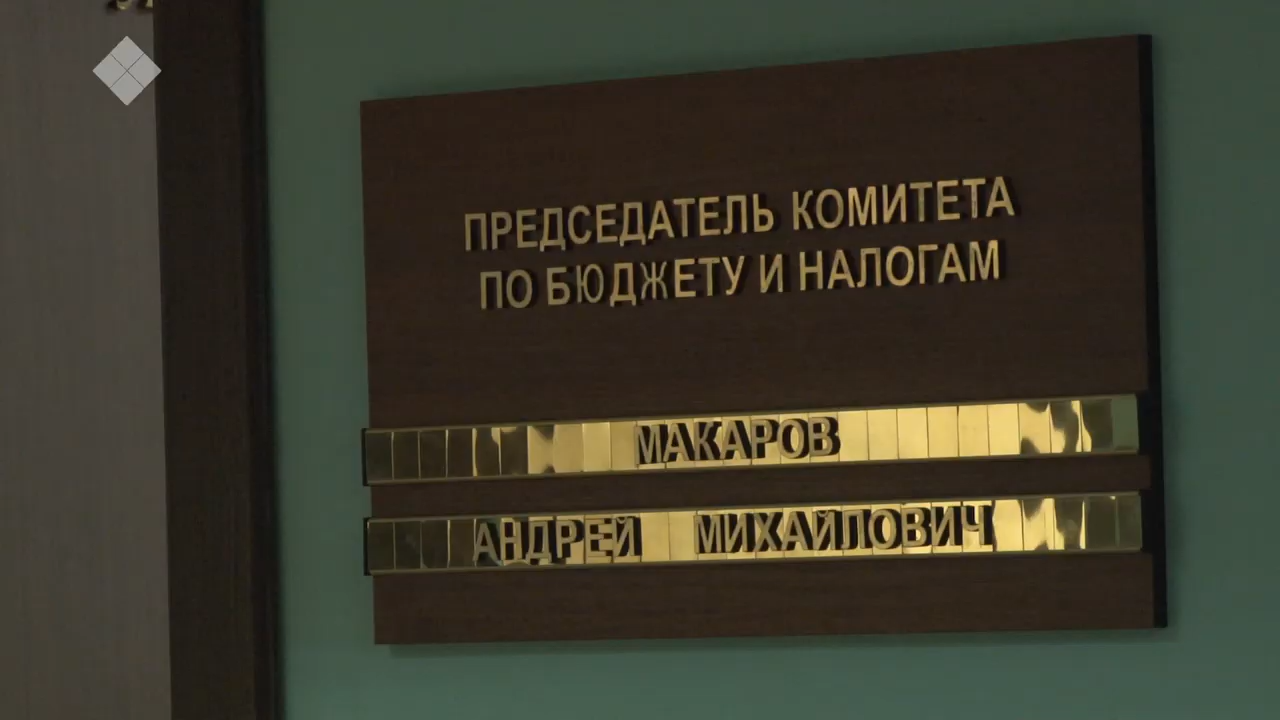 ПРЕДСЕДАТЕЛЬ КОМИТЕТА
ПО БЮДЖЕТУ И НАЛОГАМ
МАКАРОВ
АНДРЕЙ МИХАЙЛОВИЧ